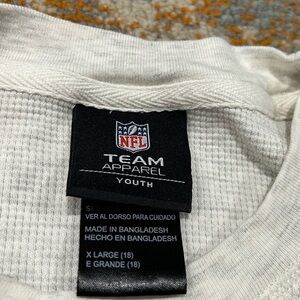 NFL
TEAM
APPAREL
YOUTH
VER AL DORSO PARA CUIDADO
MADE IN BANGLADESH
HECHO EN BANGLADESH
X LARGE (18)
E GRANDE (18)